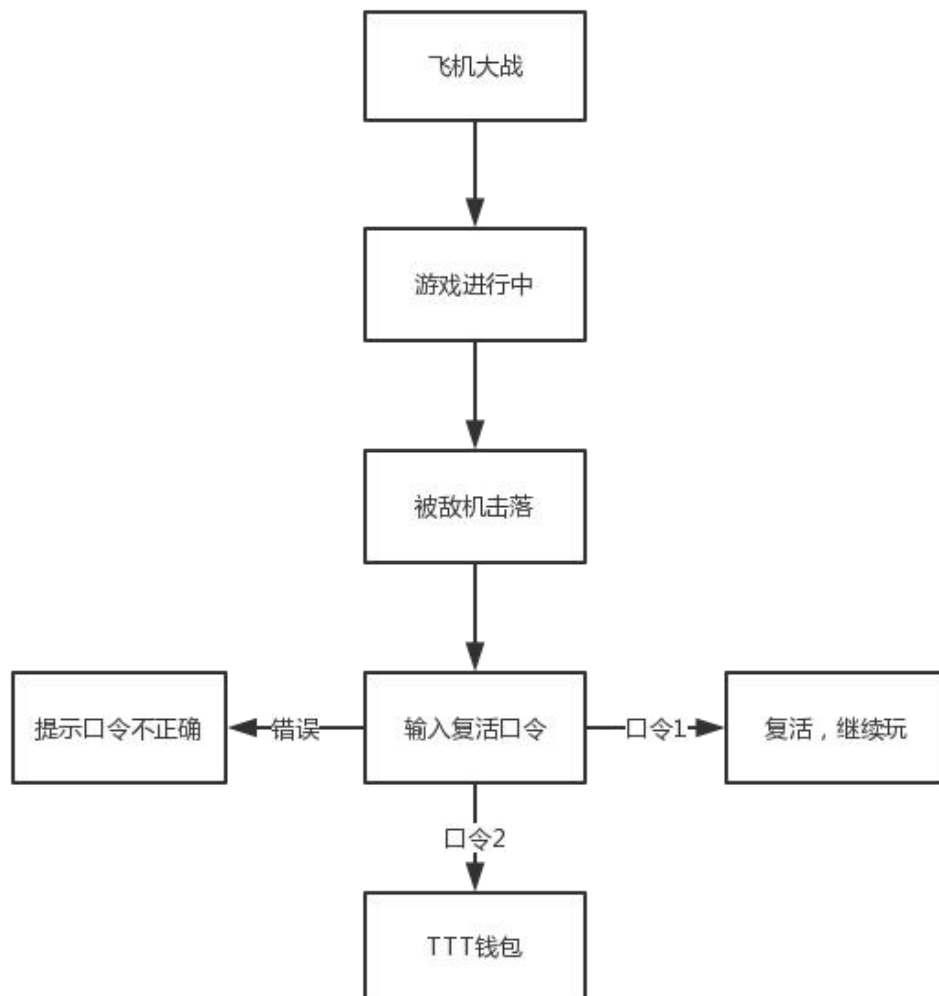 飞机大战
游戏进行中
被敌机击落
提示口令不正确
错误
输入复活口令
口令1
复活，继续玩
口令2
TTT钱包